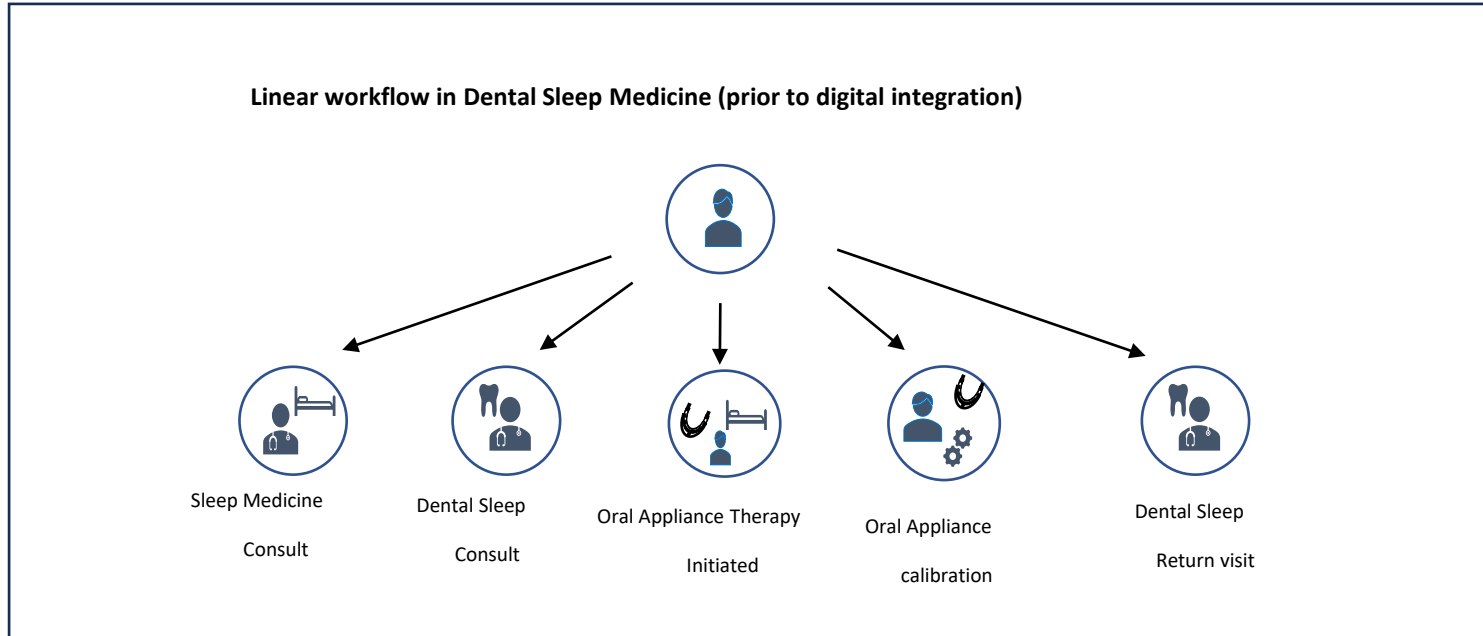 Linear workflow in Dental Sleep Medicine (prior to digital integration)
Sleep Medicine
Consult
Dental Sleep
Consult
Oral Appliance Therapy
Initiated
Oral Appliance
calibration
Dental Sleep
Return visit